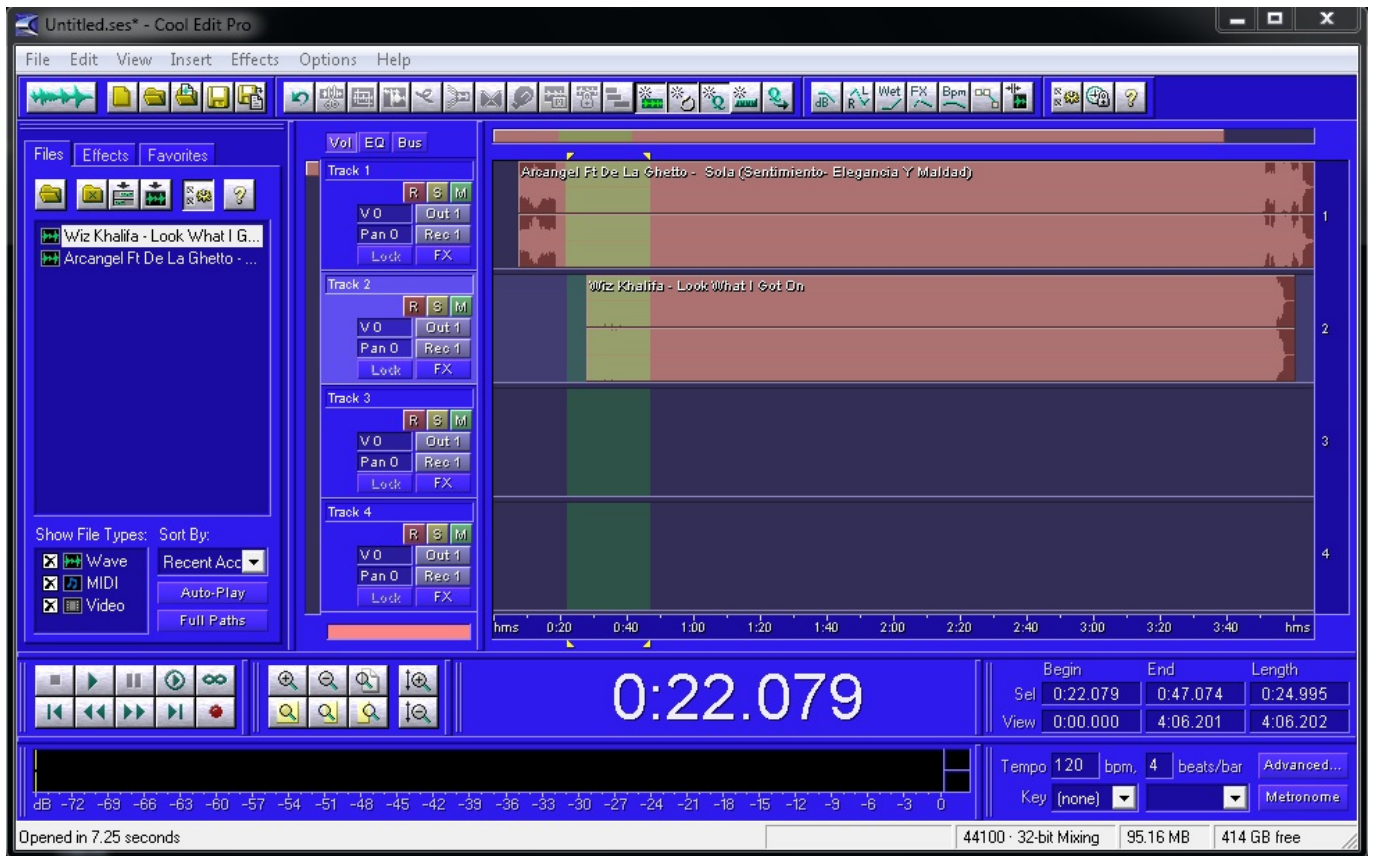 Untitled.ses* - Cool Edit Pro
File Edit View Insert Effects Options Help
dB L R Wet FX Bpm
Files Effects Favorites
Wiz Khalifa - Look What I G...
Arcangel Ft De La Ghetto - ...
Show File Types: Sort By:
Wave
Recent Acc
MIDI
Auto-Play
Video
Full Paths
Vol EQ Bus
Track 1
R S M
V 0 Out 1
Pan 0 Rec 1
Lock FX
Track 2
R S M
V 0 Out 1
Pan 0 Rec 1
Lock FX
Track 3
R S M
V 0 Out 1
Pan 0 Rec 1
Lock FX
Track 4
R S M
V 0 Out 1
Pan 0 Rec 1
Lock FX
Arcangel Ft De La Ghetto - Sola (Sentimiento- Elegancia Y Maldad)
1
Wiz Khalifa - Look What I Got On
2
3
4
hms 0:20 0:40 1:00 1:20 1:40 2:00 2:20 2:40 3:00 3:20 3:40 hms
0:22.079
Begin End Length
Sel 0:22.079 0:47.074 0:24.995
View 0:00.000 4:06.201 4:06.202
dB -72 -69 -66 -63 -60 -57 -54 -51 -48 -45 -42 -39 -36 -33 -30 -27 -24 -21 -18 -15 -12 -9 -6 -3 0
Tempo 120 bpm, 4 beats/bar Advanced...
Key (none) Metronome
Opened in 7.25 seconds
44100 · 32-bit Mixing 95.16 MB 414 GB free